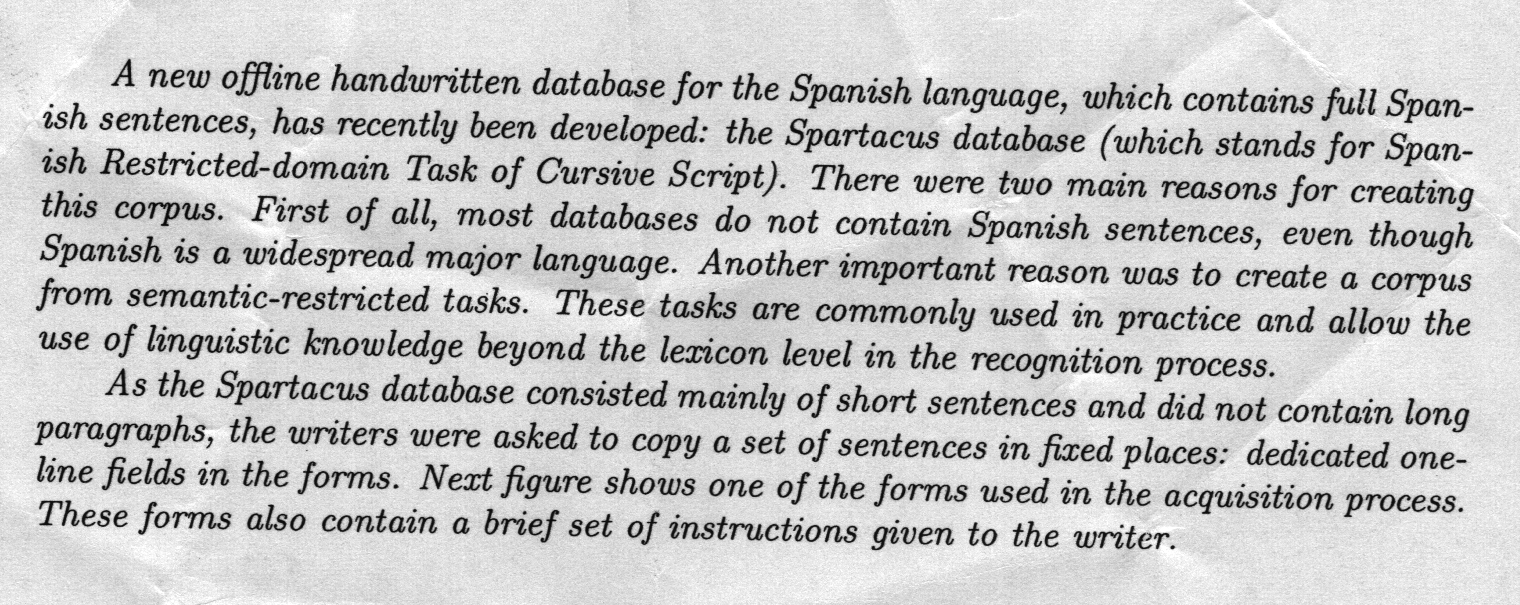 A new offline handwritten database for the Spanish language, which contains full Span-
ish sentences, has recently been developed: the Spartacus database (which stands for Span-
ish Restricted-domain Task of Cursive Script). There were two main reasons for creating
this corpus. First of all, most databases do not contain Spanish sentences, even though
Spanish is a widespread major language. Another important reason was to create a corpus
from semantic-restricted tasks. These tasks are commonly used in practice and allow the
use of linguistic knowledge beyond the lexicon level in the recognition process.
As the Spartacus database consisted mainly of short sentences and did not contain long
paragraphs, the writers were asked to copy a set of sentences in fixed places: dedicated one-
line fields in the forms. Next figure shows one of the forms used in the acquisition process.
These forms also contain a brief set of instructions given to the writer.